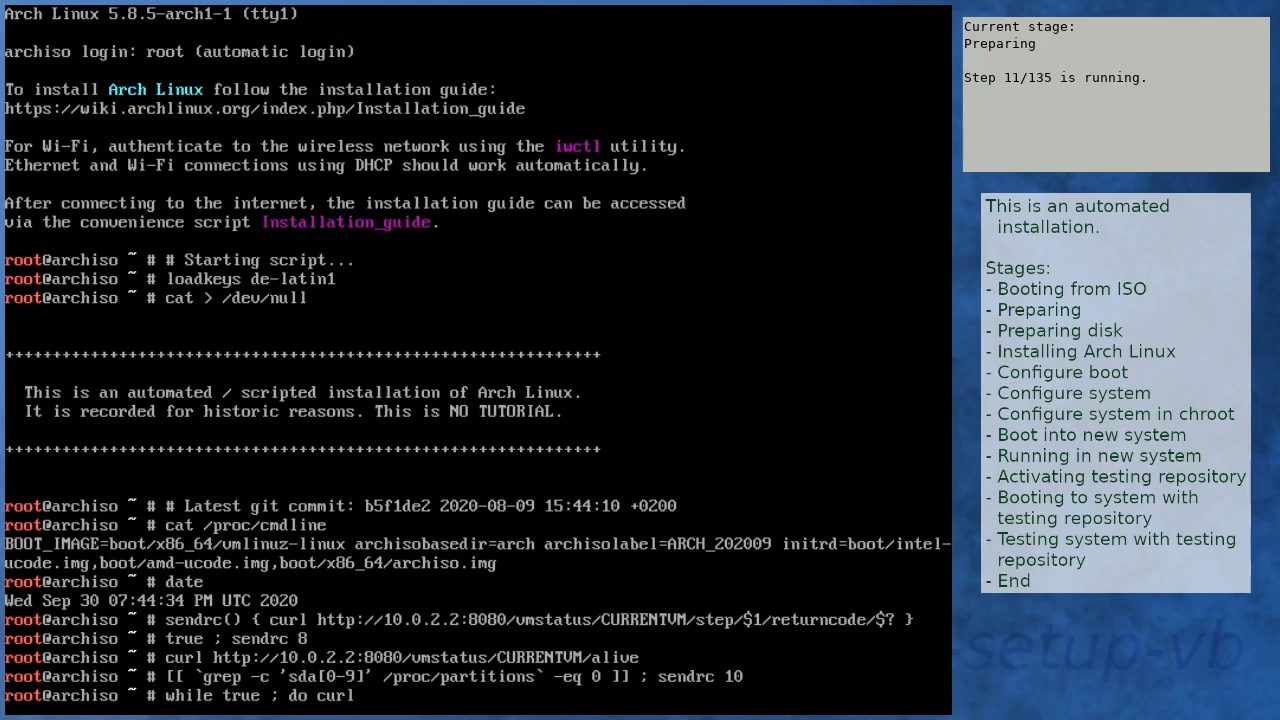 Arch Linux 5.8.5-arch1-1 (tty1)
archiso login: root (automatic login)
To install Arch Linux follow the installation guide:
https://wiki.archlinux.org/index.php/Installation_guide
For Wi-Fi, authenticate to the wireless network using the iwctl utility.
Ethernet and Wi-Fi connections using DHCP should work automatically.
After connecting to the internet, the installation guide can be accessed
via the convenience script Installation_guide.
root@archiso ~ # # Starting script...
root@archiso ~ # loadkeys de-latin1
root@archiso ~ # cat > /dev/null
+++++++++++++++++++++++++++++++++++++++++++++++++++++++++++++++
This is an automated / scripted installation of Arch Linux.
It is recorded for historic reasons. This is NO TUTORIAL.
+++++++++++++++++++++++++++++++++++++++++++++++++++++++++++++++
root@archiso ~ # # Latest git commit: b5f1de2 2020-08-09 15:44:10 +0200
root@archiso ~ # cat /proc/cmdline
BOOT_IMAGE=boot/x86_64/vmlinuz-linux archisobasedir=arch archisolabel=ARCH_202009 initrd=boot/intel-
ucode.img,boot/amd-ucode.img,boot/x86_64/archiso.img
root@archiso ~ # date
Wed Sep 30 07:44:34 PM UTC 2020
root@archiso ~ # sendrc() { curl http://10.0.2.2:8080/vmstatus/CURRENTVM/step/$1/returncode/$? }
root@archiso ~ # true ; sendrc 8
root@archiso ~ # curl http://10.0.2.2:8080/vmstatus/CURRENTVM/alive
root@archiso ~ # [[ `grep -c 'sda[0-9]' /proc/partitions` -eq 0 ]] ; sendrc 10
root@archiso ~ # while true ; do curl
Current stage:
Preparing
Step 11/135 is running.
This is an automated
installation.
Stages:
- Booting from ISO
- Preparing
- Preparing disk
- Installing Arch Linux
- Configure boot
- Configure system
- Configure system in chroot
- Boot into new system
- Running in new system
- Activating testing repository
- Booting to system with
testing repository
- Testing system with testing
repository
- End
setup-vb